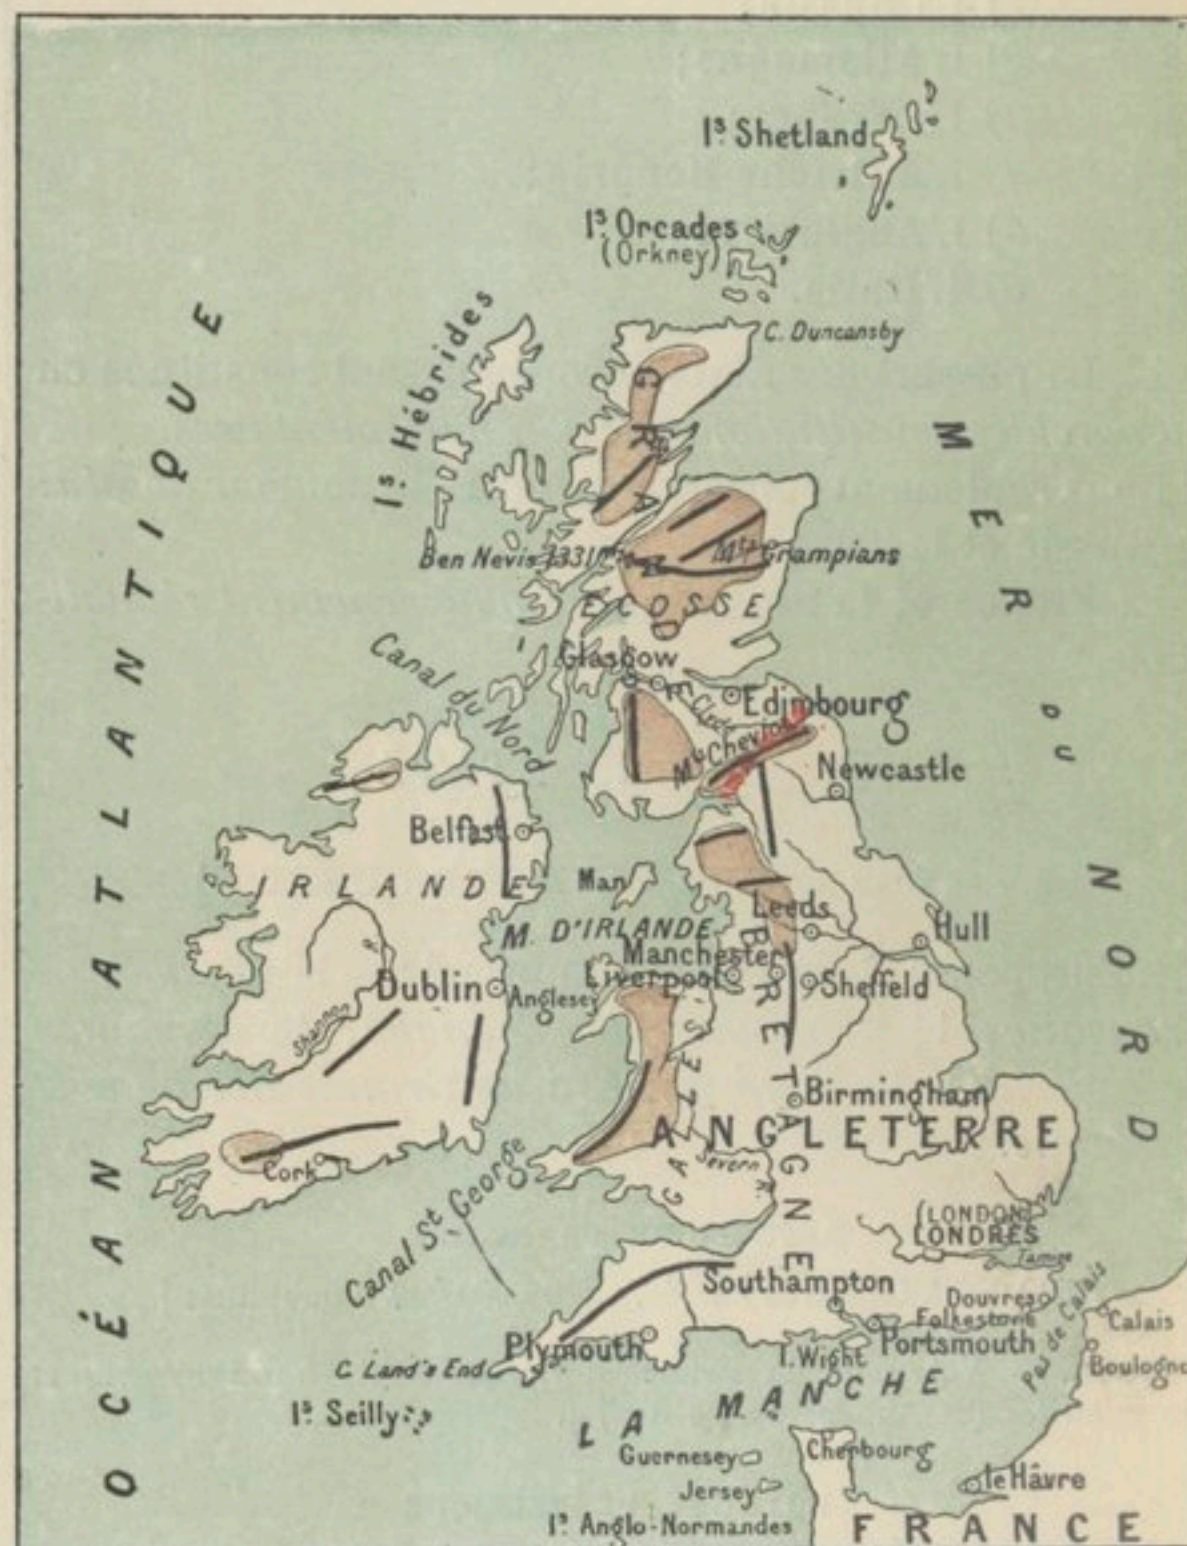 Iˢ Shetland
Iˢ Orcades
(Orkney)
C. Duncansby
Iˢ Hébrides
OCÉAN ATLANTIQUE
MER DU NORD
Ben Nevis 1331ᵐ
Mᵗˢ Grampians
ECOSSE
GRANDE BRETAGNE
Canal du Nord
Glasgow
Clyde
Edimbourg
Mᵗˢ Cheviot
Newcastle
Belfast
IRLANDE
Man
M. D'IRLANDE
Leeds
Hull
Manchester
Liverpool
Sheffeld
Dublin
Anglesey
Shannon
GALLES
Birmingham
ANGLETERRE
Cork
Severn R.
Canal Sᵗ George
(LONDON)
LONDRES
Tamise
Southampton
Douvres
Folkestone
Portsmouth
Pas de Calais
Calais
Boulogne
Plymouth
I. Wight
C. Land's End
Iˢ Seilly
LA MANCHE
Guernesey
Cherbourg
Jersey
le Hâvre
Iˢ Anglo-Normandes
FRANCE